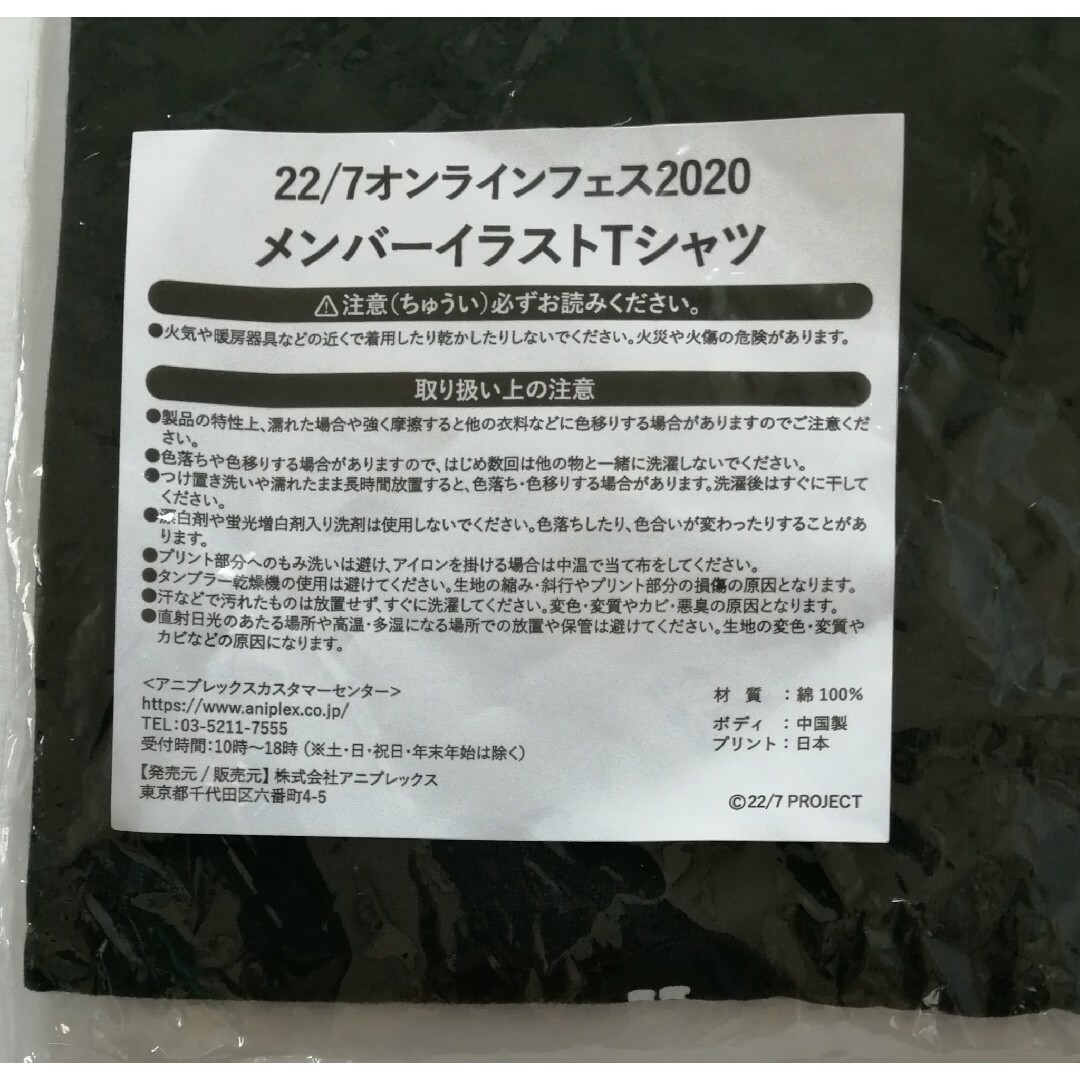 22/7オンラインフェス2020
メンバーイラストTシャツ
⚠注意(ちゅうい)必ずお読みください。
●火気や暖房器具などの近くで着用したり乾かしたりしないでください。火災や火傷の危険があります。
取り扱い上の注意
●製品の特性上、濡れた場合や強く摩擦すると他の衣料などに色移りする場合がありますのでご注意くだ
さい。
●色落ちや色移りする場合がありますので、はじめ数回は他の物と一緒に洗濯しないでください。
●つけ置き洗いや濡れたまま長時間放置すると、色落ち・色移りする場合があります。洗濯後はすぐに干して
ください。
●漂白剤や蛍光増白剤入り洗剤は使用しないでください。色落ちしたり、色合いが変わったりすることがあ
ります。
●プリント部分へのもみ洗いは避け、アイロンを掛ける場合は中温で当て布をしてください。
●タンブラー乾燥機の使用は避けてください。生地の縮み・斜行やプリント部分の損傷の原因となります。
●汗などで汚れたものは放置せず、すぐに洗濯してください。変色・変質やカビ・悪臭の原因となります。
●直射日光のあたる場所や高温・多湿になる場所での放置や保管は避けてください。生地の変色・変質や
カビなどの原因になります。
<アニプレックスカスタマーセンター>
https://www.aniplex.co.jp/
TEL:03-5211-7555
受付時間:10時～18時 (※土・日・祝日・年末年始は除く)
【発売元 / 販売元】株式会社アニプレックス
東京都千代田区六番町4-5
材 質 : 綿 100%
ボディ : 中国製
プリント : 日本
©22/7 PROJECT